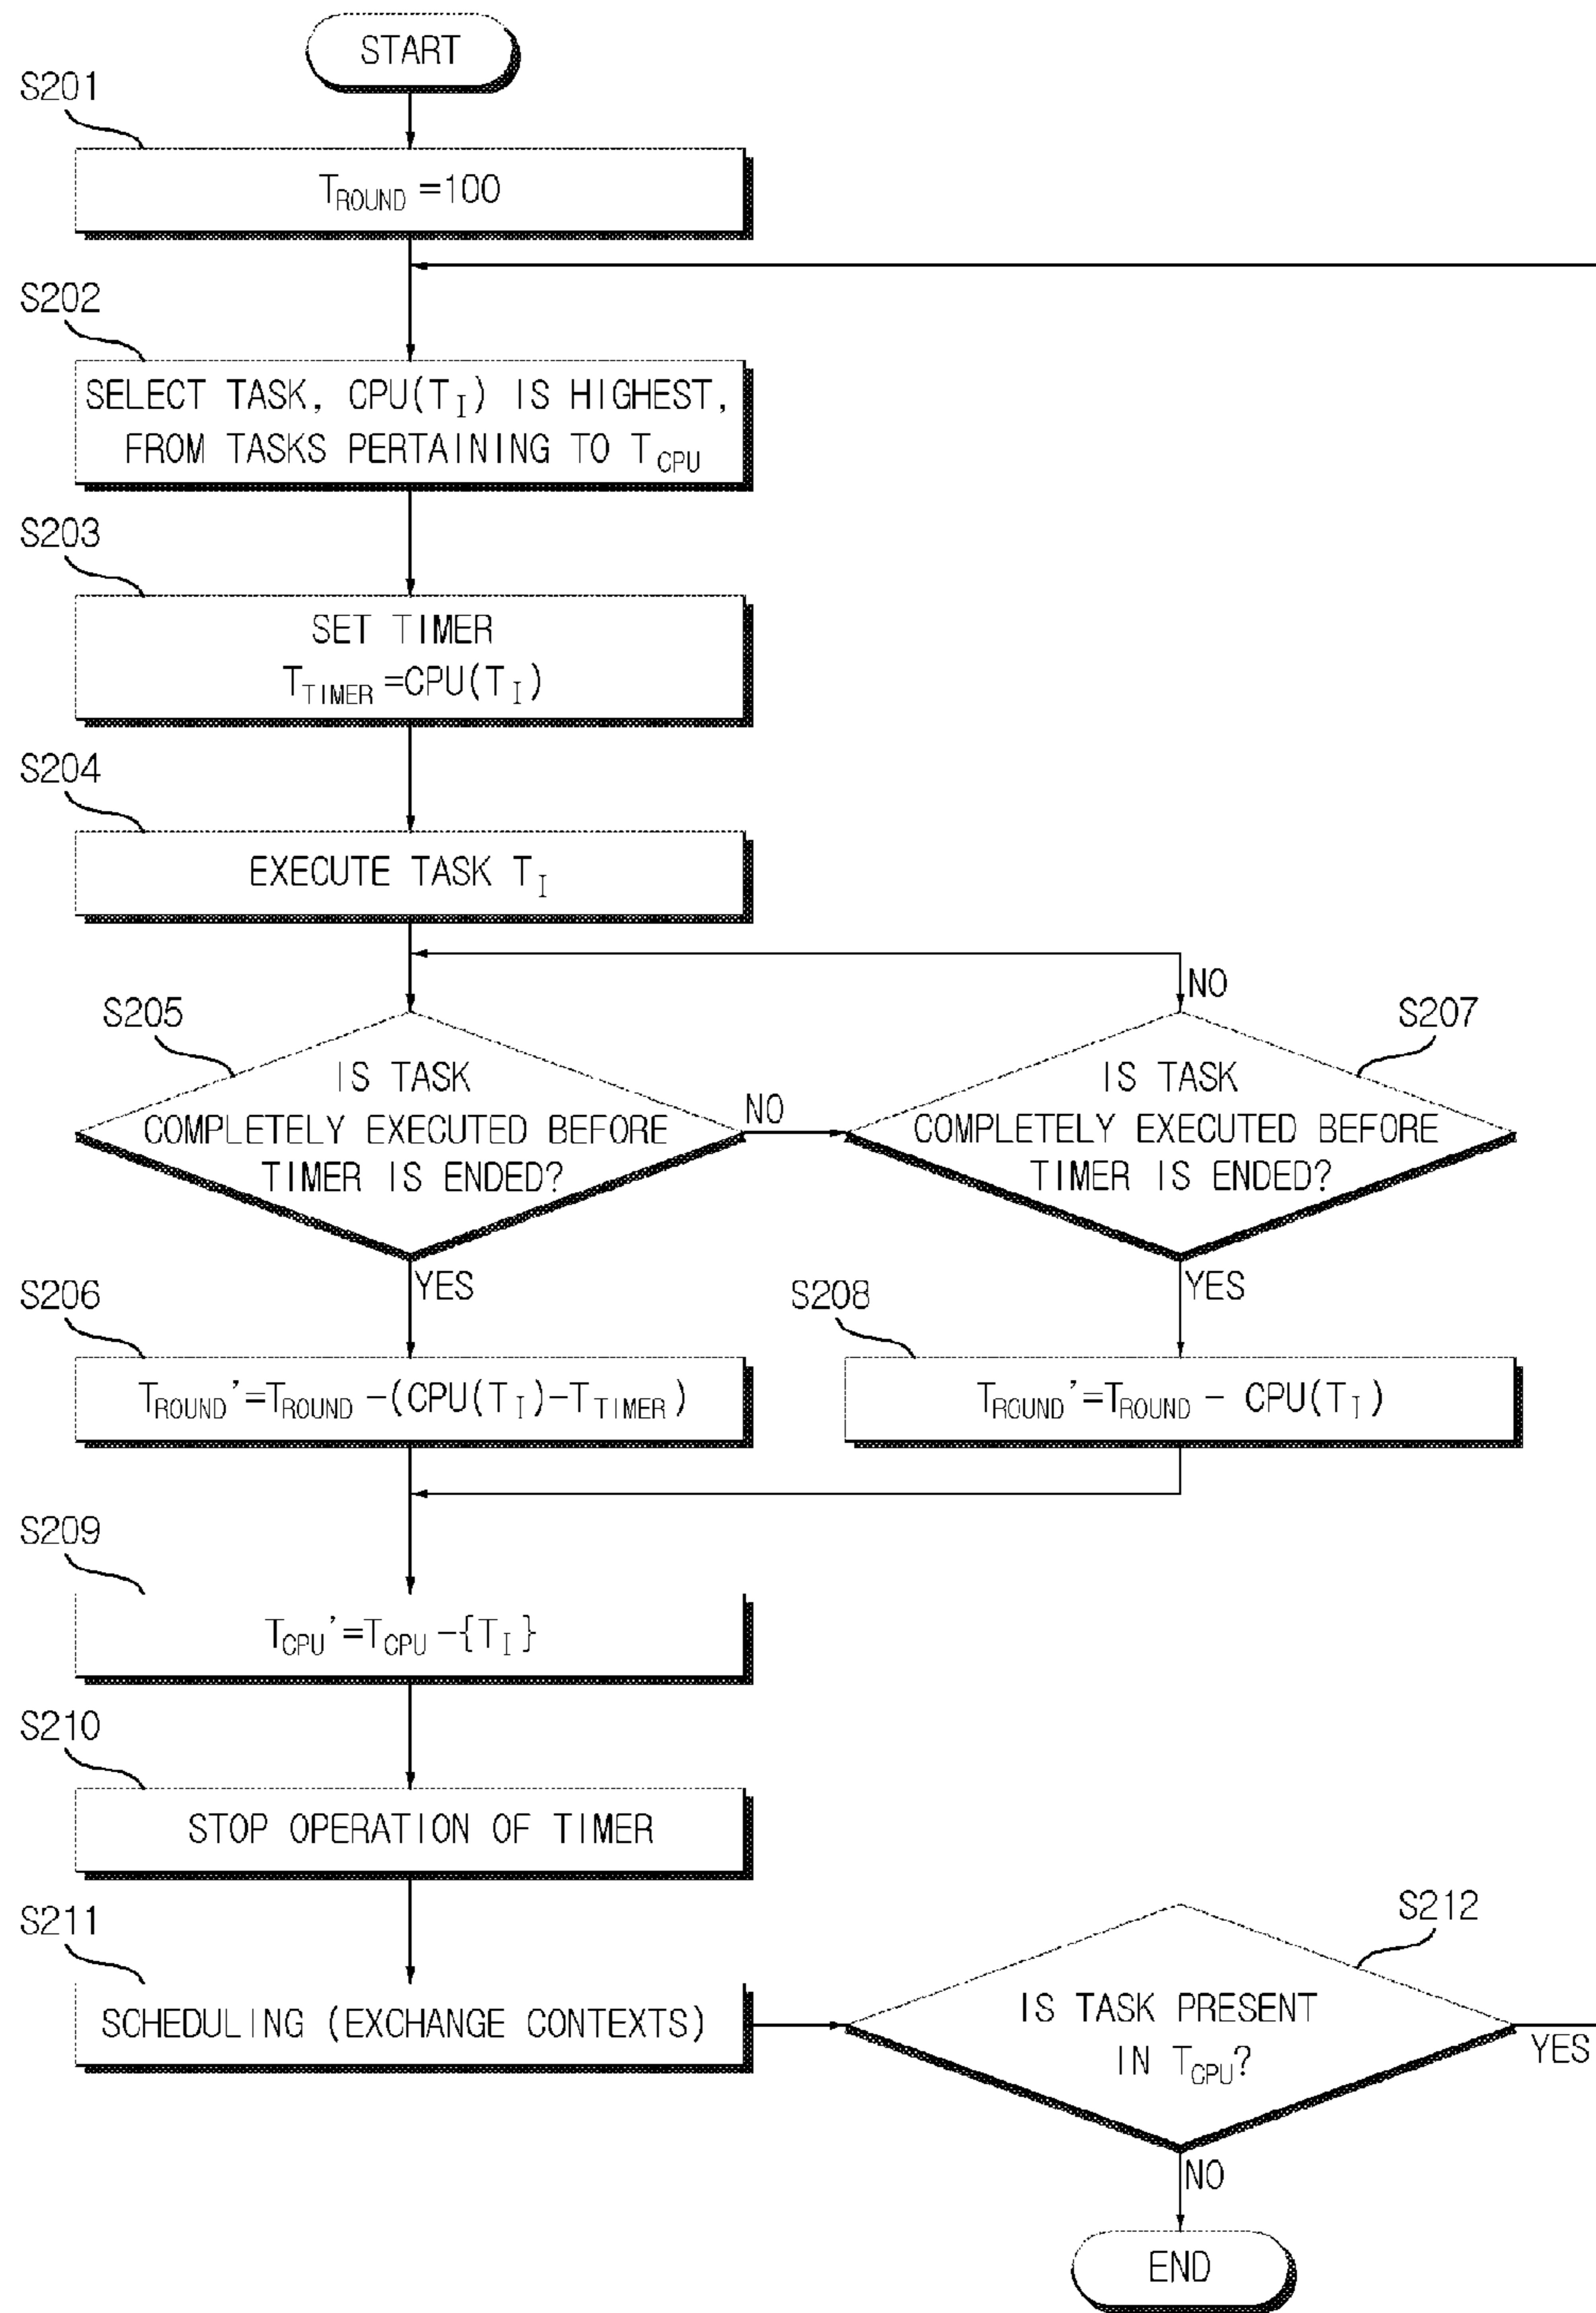 START
S201
T_ROUND =100
S202
SELECT TASK, CPU(T_I) IS HIGHEST,
FROM TASKS PERTAINING TO T_CPU
S203
SET TIMER
T_TIMER =CPU(T_I)
S204
EXECUTE TASK T_I
NO
S205
IS TASK
COMPLETELY EXECUTED BEFORE
TIMER IS ENDED?
NO
S207
IS TASK
COMPLETELY EXECUTED BEFORE
TIMER IS ENDED?
YES
YES
S206
T_ROUND'=T_ROUND -(CPU(T_I)-T_TIMER)
S208
T_ROUND'=T_ROUND - CPU(T_I)
S209
T_CPU'=T_CPU -{T_I}
S210
STOP OPERATION OF TIMER
S211
SCHEDULING (EXCHANGE CONTEXTS)
S212
IS TASK PRESENT
IN T_CPU?
YES
NO
END